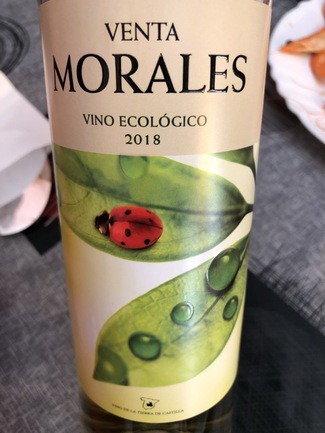 VENTA
MORALES
VINO ECOLÓGICO
2018
VINO DE LA TIERRA DE CASTILLA